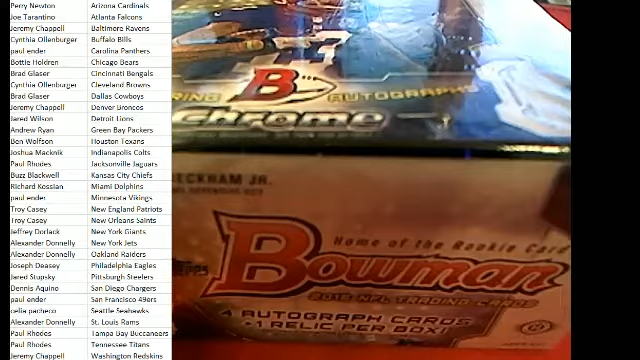 Perry Newton Arizona Cardinals
Joe Tarantino Atlanta Falcons
Jeremy Chappell Baltimore Ravens
Cynthia Ollenburger Buffalo Bills
paul ender Carolina Panthers
Bottie Holdren Chicago Bears
Brad Glaser Cincinnati Bengals
Cynthia Ollenburger Cleveland Browns
Brad Glaser Dallas Cowboys
Jeremy Chappell Denver Broncos
Jared Wilson Detroit Lions
Andrew Ryan Green Bay Packers
Ben Wolfson Houston Texans
Joshua Macknik Indianapolis Colts
Paul Rhodes Jacksonville Jaguars
Buzz Blackwell Kansas City Chiefs
Richard Kossian Miami Dolphins
paul ender Minnesota Vikings
Troy Casey New England Patriots
Troy Casey New Orleans Saints
Jeffrey Dorlack New York Giants
Alexander Donnelly New York Jets
Alexander Donnelly Oakland Raiders
Joseph Deasey Philadelphia Eagles
Jared Stupsky Pittsburgh Steelers
Dennis Aquino San Diego Chargers
paul ender San Francisco 49ers
celia pacheco Seattle Seahawks
Alexander Donnelly St. Louis Rams
Paul Rhodes Tampa Bay Buccaneers
Paul Rhodes Tennessee Titans
Jeremy Chappell Washington Redskins
B
AUTOGRAPH
Chrome
BECKHAM JR.
Home of the Rookie Card
Topps
Bowman
NFL TRADING CARDS
4 AUTOGRAPH CARDS
+1 RELIC PER BOX!